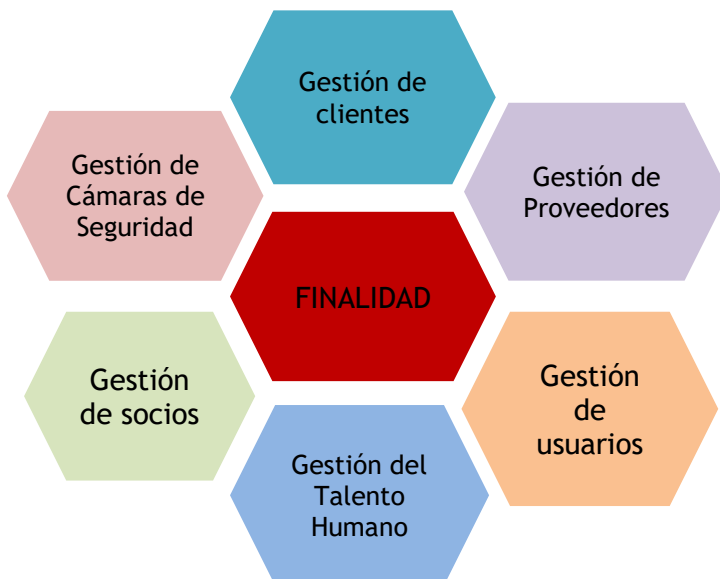 Gestión de
clientes
Gestión de
Cámaras de
Seguridad
Gestión de
Proveedores
FINALIDAD
Gestión
de socios
Gestión
de
usuarios
Gestión del
Talento
Humano